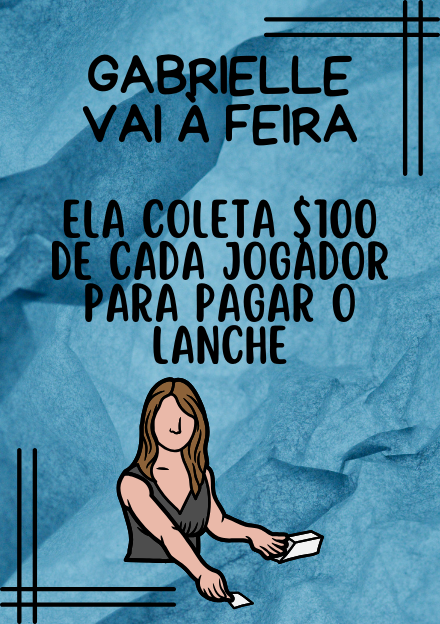 GABRIELLE
VAI À FEIRA
ELA COLETA $100
DE CADA JOGADOR
PARA PAGAR O
LANCHE